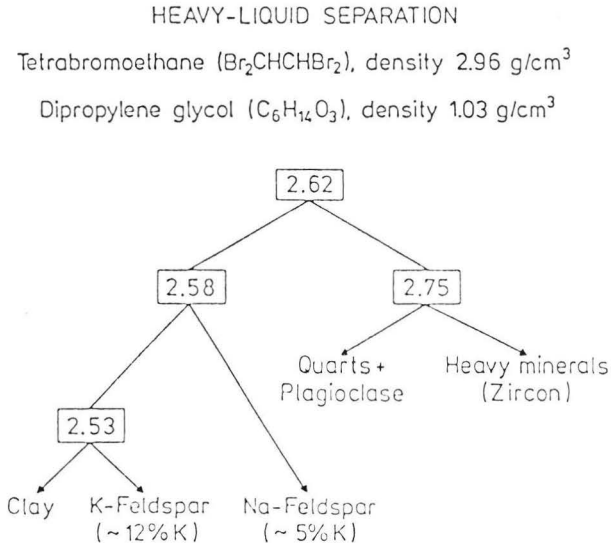 HEAVY-LIQUID SEPARATION
Tetrabromoethane (Br₂CHCHBr₂), density 2.96 g/cm³
Dipropylene glycol (C₆H₁₄O₃), density 1.03 g/cm³
2.62
2.58
2.75
Quarts +
Plagioclase
Heavy minerals
(Zircon)
2.53
Clay
K-Feldspar
(~12% K)
Na-Feldspar
(~ 5% K)